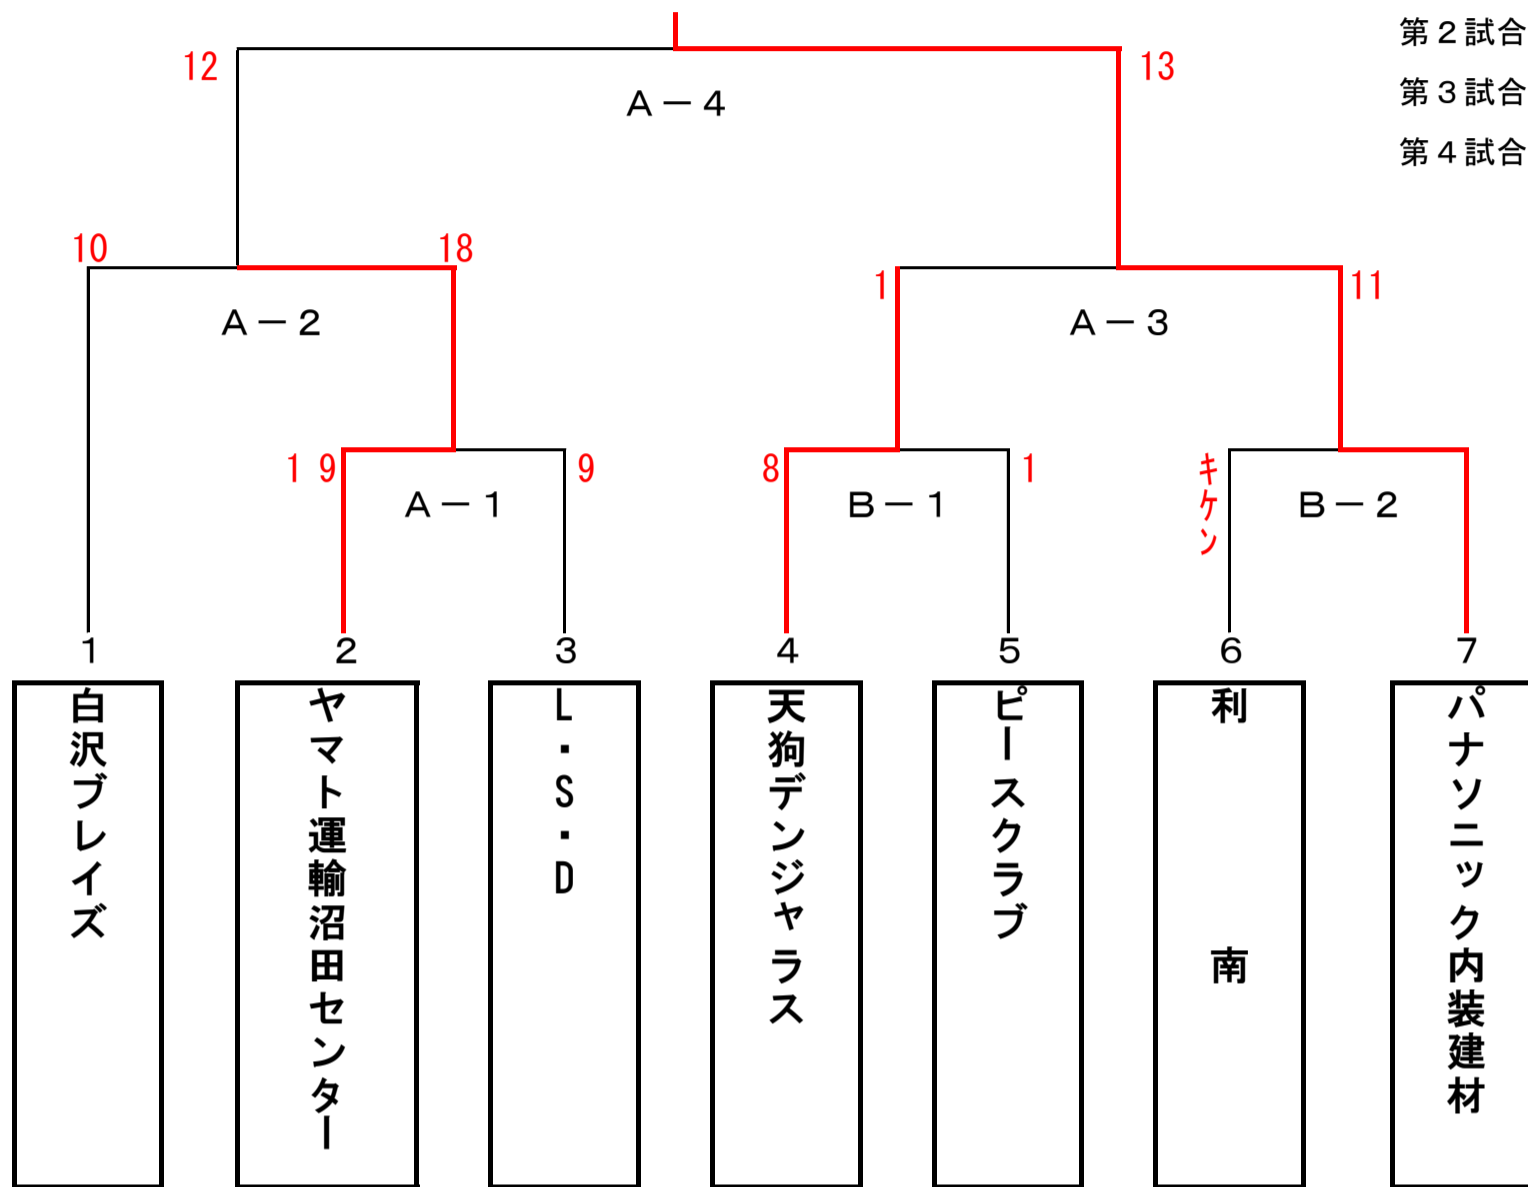 第２試合
12
13
Ａ－４
第３試合
第４試合
10
18
1
11
Ａ－２
Ａ－３
１９
9
8
1
キケン
Ａ－１
Ｂ－１
Ｂ－２
1
2
3
4
5
6
7
白沢ブレイズ
ヤマト運輸沼田センター
L・S・D
天狗デンジャラス
ピースクラブ
利南
パナソニック内装建材